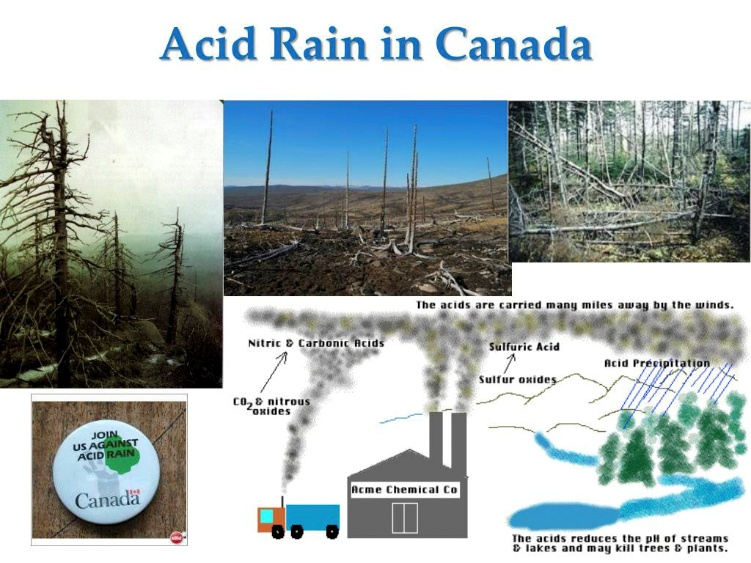 Acid Rain in Canada
The acids are carried many miles away by the winds.
Nitric & Carbonic Acids
Sulfuric Acid
Acid Precipitation
Sulfur oxides
CO2 & nitrous
oxides
JOIN
US AGAINST
ACID RAIN
Canada
Acme Chemical Co
The acids reduces the pH of streams
& lakes and may kill trees & plants.